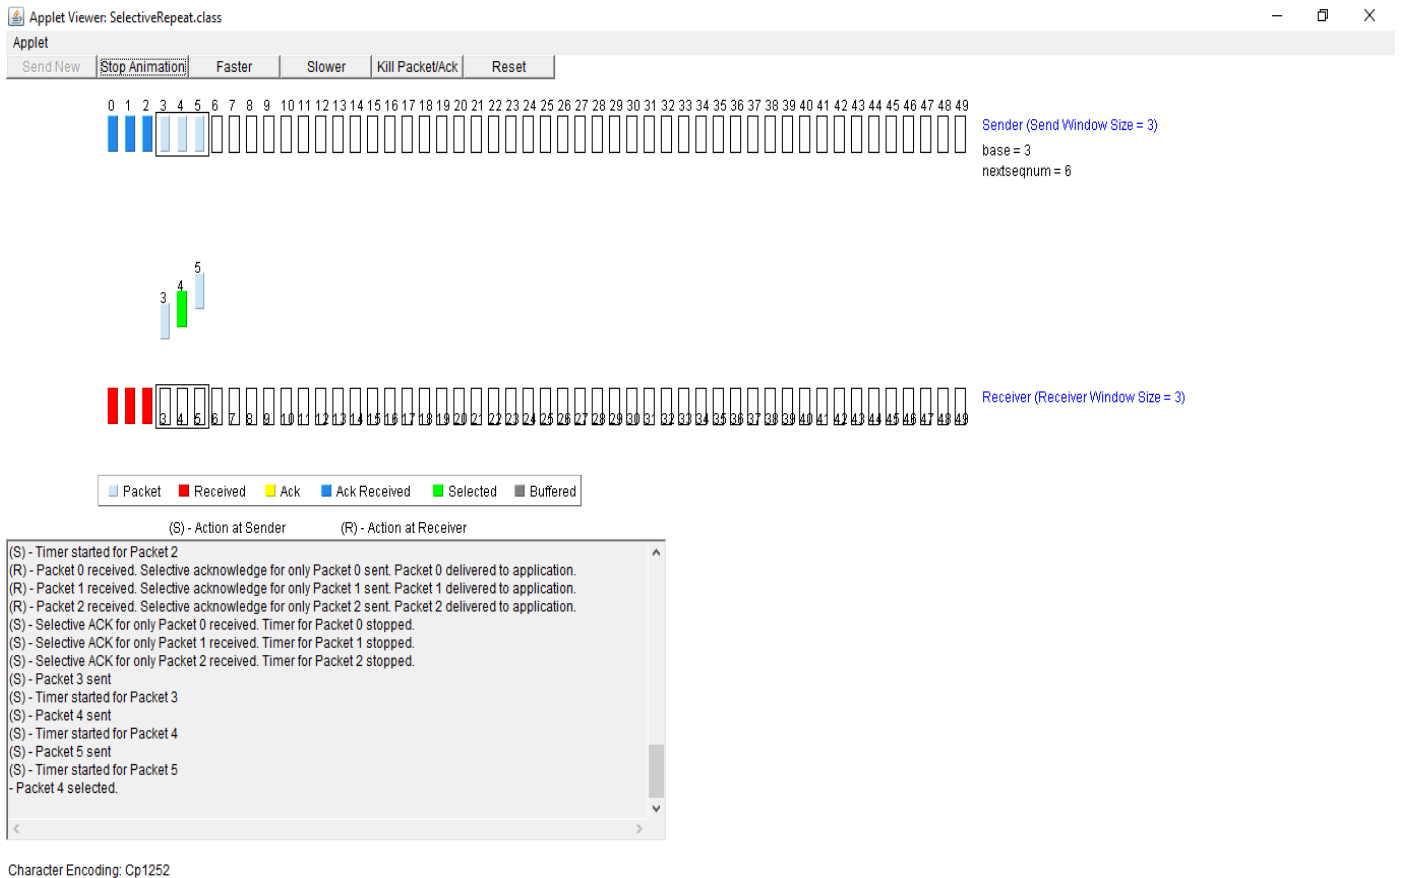 Applet Viewer: SelectiveRepeat.class
Applet
Send New Stop Animation Faster Slower Kill Packet/Ack Reset
0 1 2 3 4 5 6 7 8 9 10 11 12 13 14 15 16 17 18 19 20 21 22 23 24 25 26 27 28 29 30 31 32 33 34 35 36 37 38 39 40 41 42 43 44 45 46 47 48 49
Sender (Send Window Size = 3)
base = 3
nextseqnum = 6
5
4
3
Receiver (Receiver Window Size = 3)
3 4 5 6 7 8 9 10 11 12 13 14 15 16 17 18 19 20 21 22 23 24 25 26 27 28 29 30 31 32 33 34 35 36 37 38 39 40 41 42 43 44 45 46 47 48 49
Packet Received Ack Ack Received Selected Buffered
(S) - Action at Sender (R) - Action at Receiver
(S) - Timer started for Packet 2
(R) - Packet 0 received. Selective acknowledge for only Packet 0 sent. Packet 0 delivered to application.
(R) - Packet 1 received. Selective acknowledge for only Packet 1 sent. Packet 1 delivered to application.
(R) - Packet 2 received. Selective acknowledge for only Packet 2 sent. Packet 2 delivered to application.
(S) - Selective ACK for only Packet 0 received. Timer for Packet 0 stopped.
(S) - Selective ACK for only Packet 1 received. Timer for Packet 1 stopped.
(S) - Selective ACK for only Packet 2 received. Timer for Packet 2 stopped.
(S) - Packet 3 sent
(S) - Timer started for Packet 3
(S) - Packet 4 sent
(S) - Timer started for Packet 4
(S) - Packet 5 sent
(S) - Timer started for Packet 5
- Packet 4 selected.
Character Encoding: Cp1252